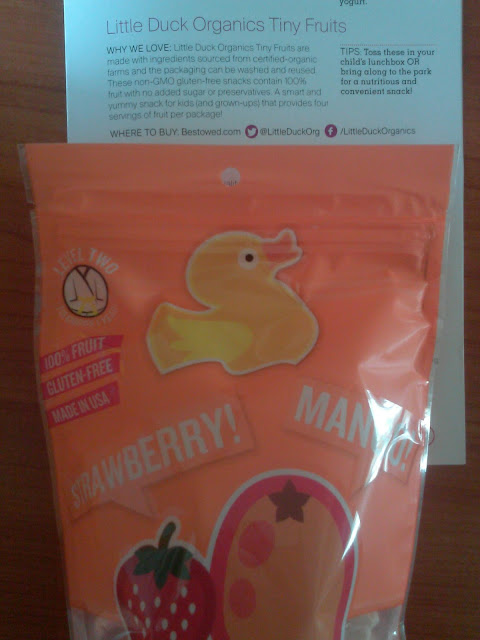 yogurt.
Little Duck Organics Tiny Fruits
WHY WE LOVE: Little Duck Organics Tiny Fruits are
made with ingredients sourced from certified-organic
farms and the packaging can be washed and reused.
These non-GMO gluten-free snacks contain 100%
fruit with no added sugar or preservatives. A smart and
yummy snack for kids (and grown-ups) that provides four
servings of fruit per package!
TIPS: Toss these in your
child's lunchbox OR
bring along to the park
for a nutritious and
convenient snack!
WHERE TO BUY: Bestowed.com @LittleDuckOrg /LittleDuckOrganics
LEVEL TWO
100% FRUIT
GLUTEN-FREE
MADE IN USA
STRAWBERRY!
MANGO!